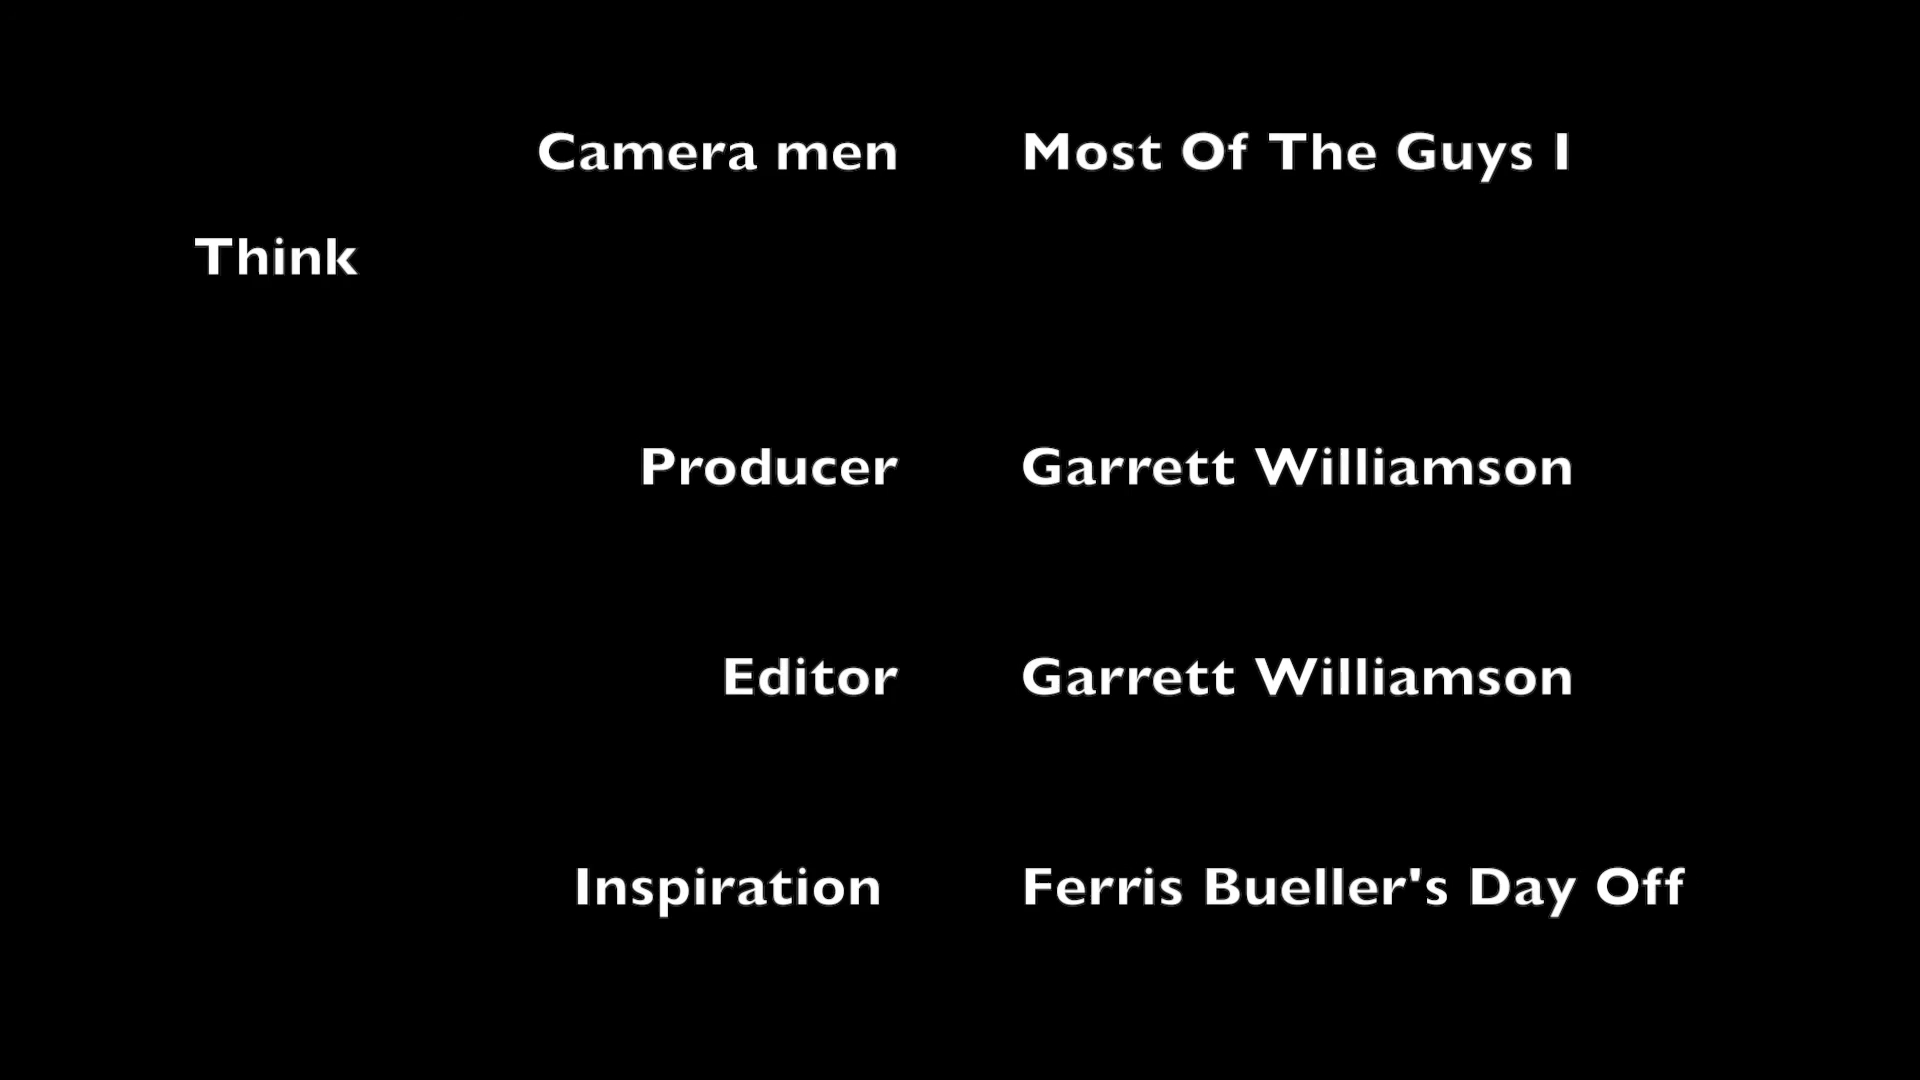 Camera men Most Of The Guys I
Think
Producer Garrett Williamson
Editor Garrett Williamson
Inspiration Ferris Bueller's Day Off